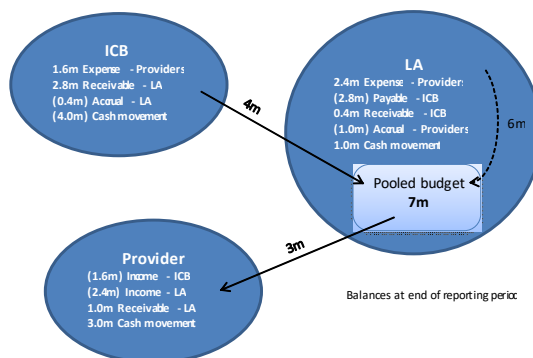 ICB
1.6m Expense - Providers
2.8m Receivable - LA
(0.4m) Accrual - LA
(4.0m) Cash movement
LA
2.4m Expense - Providers
(2.8m) Payable - ICB
0.4m Receivable - ICB
(1.0m) Accrual - Providers
1.0m Cash movement
4m
6m
Pooled budget
7m
3m
Provider
(1.6m) Income - ICB
(2.4m) Income - LA
1.0m Receivable - LA
3.0m Cash movement
Balances at end of reporting perioc